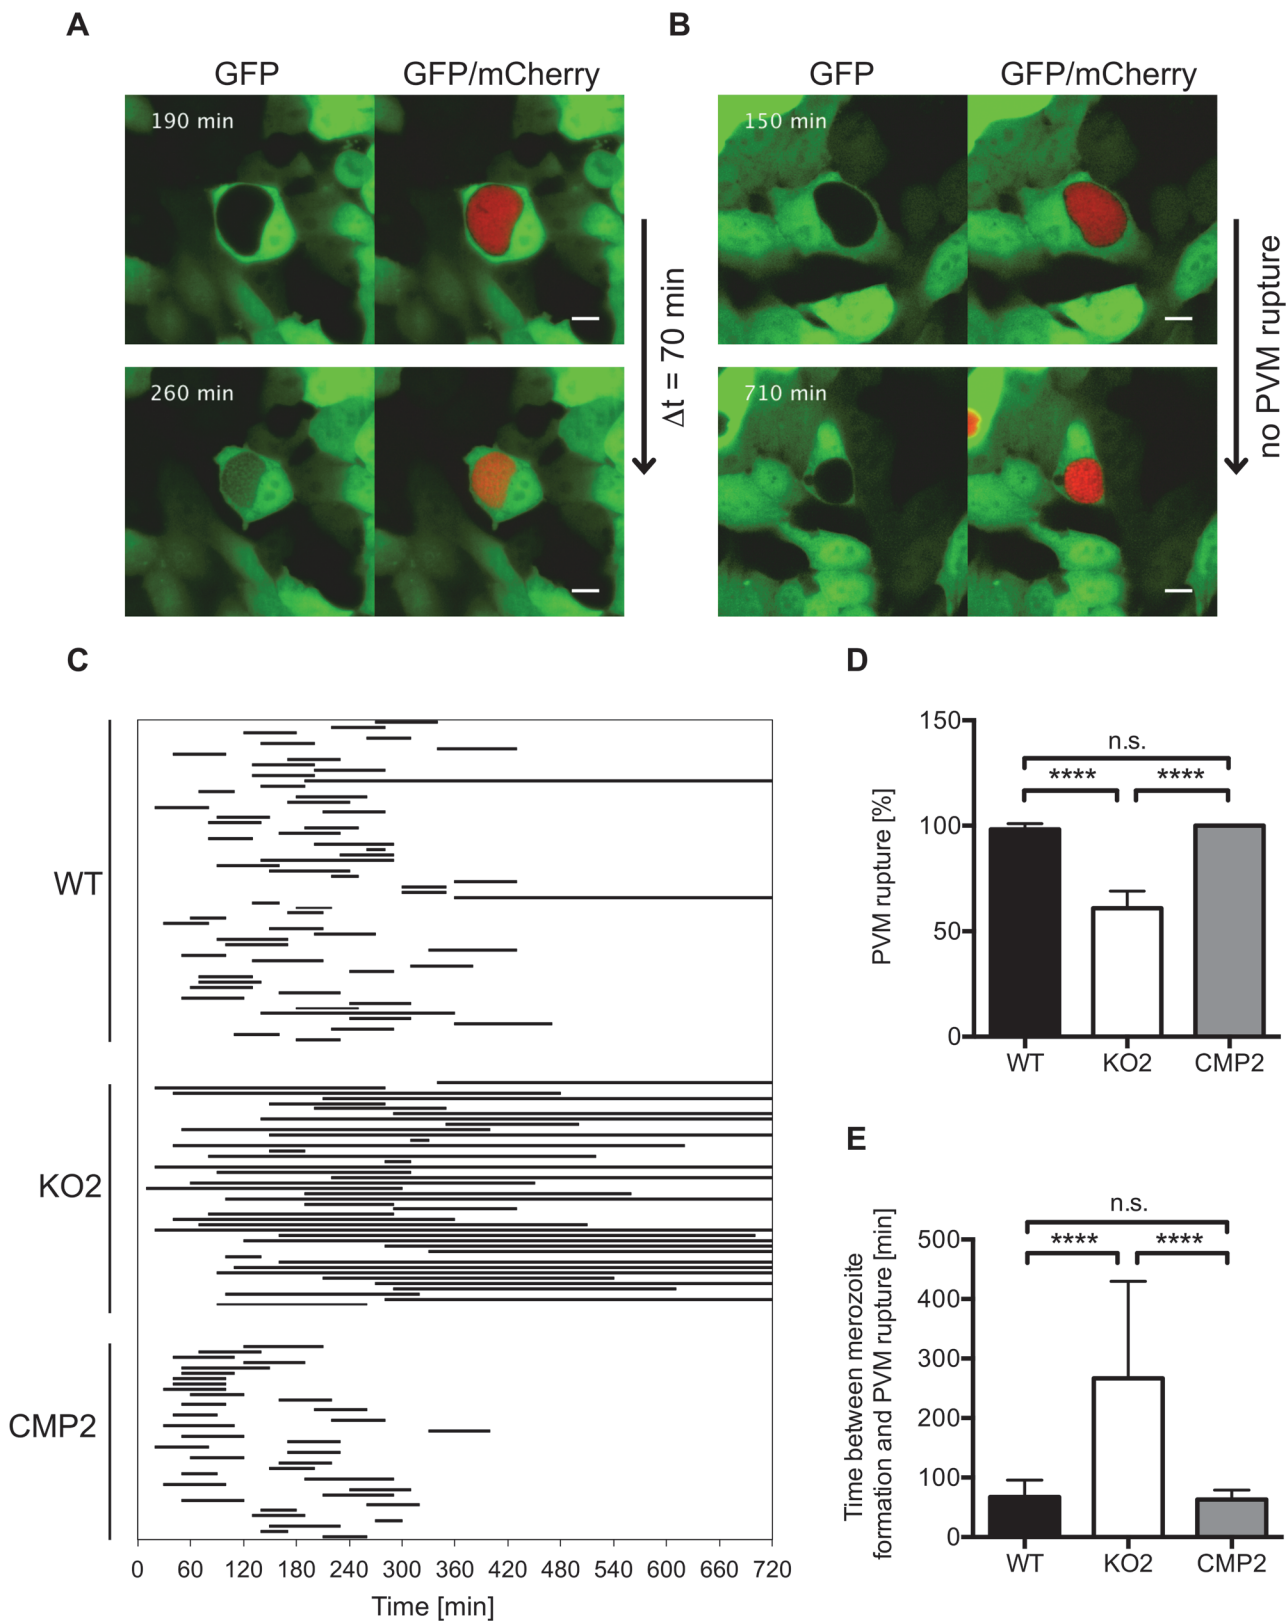 A
B
GFP
GFP/mCherry
GFP
GFP/mCherry
190 min
150 min
Δt = 70 min
no PVM rupture
260 min
710 min
C
D
WT
KO2
CMP2
0 60 120 180 240 300 360 420 480 540 600 660 720
Time [min]
150
100
50
0
PVM rupture [%]
n.s.
**** ****
WT KO2 CMP2
E
500
400
300
200
100
0
Time between merozoite
formation and PVM rupture [min]
n.s.
**** ****
WT KO2 CMP2